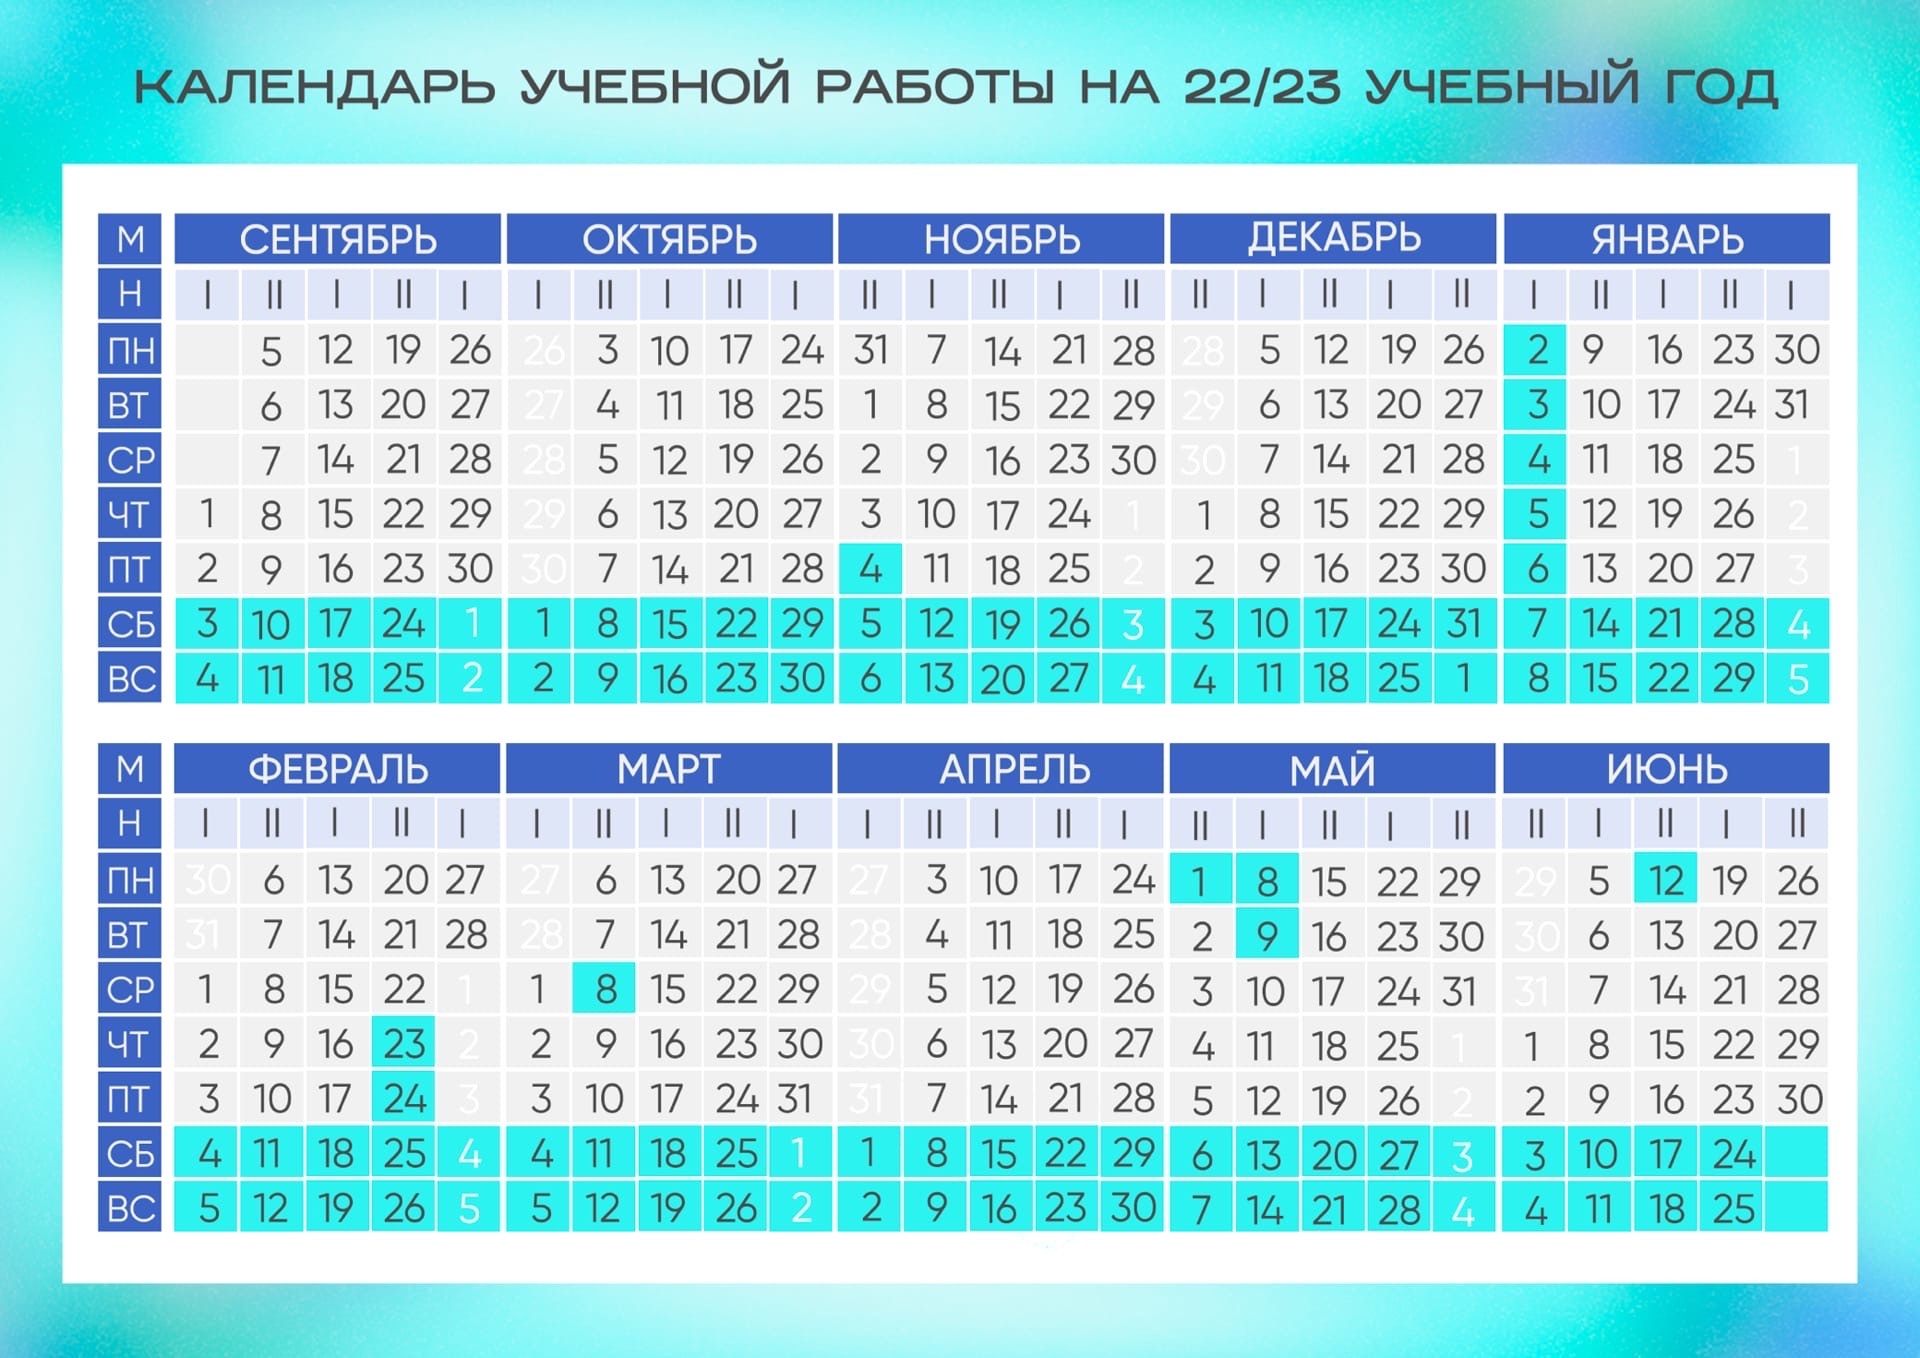 КАЛЕНДАРЬ УЧЕБНОЙ РАБОТЫ НА 22/23 УЧЕБНЫЙ ГОД
М СЕНТЯБРЬ ОКТЯБРЬ НОЯБРЬ ДЕКАБРЬ ЯНВАРЬ
Н I II I II I I II I II I II I II I II II I II I II I II I II I
ПН 5 12 19 26 26 3 10 17 24 31 7 14 21 28 28 5 12 19 26 2 9 16 23 30
ВТ 6 13 20 27 27 4 11 18 25 1 8 15 22 29 29 6 13 20 27 3 10 17 24 31
СР 7 14 21 28 28 5 12 19 26 2 9 16 23 30 30 7 14 21 28 4 11 18 25 1
ЧТ 1 8 15 22 29 29 6 13 20 27 3 10 17 24 1 1 8 15 22 29 5 12 19 26 2
ПТ 2 9 16 23 30 30 7 14 21 28 4 11 18 25 2 2 9 16 23 30 6 13 20 27 3
СБ 3 10 17 24 1 1 8 15 22 29 5 12 19 26 3 3 10 17 24 31 7 14 21 28 4
ВС 4 11 18 25 2 2 9 16 23 30 6 13 20 27 4 4 11 18 25 1 8 15 22 29 5
М ФЕВРАЛЬ МАРТ АПРЕЛЬ МАЙ ИЮНЬ
Н I II I II I I II I II I I II I II I II I II I II II I II I II
ПН 30 6 13 20 27 27 6 13 20 27 27 3 10 17 24 1 8 15 22 29 29 5 12 19 26
ВТ 31 7 14 21 28 28 7 14 21 28 28 4 11 18 25 2 9 16 23 30 30 6 13 20 27
СР 1 8 15 22 1 1 8 15 22 29 29 5 12 19 26 3 10 17 24 31 31 7 14 21 28
ЧТ 2 9 16 23 2 2 9 16 23 30 30 6 13 20 27 4 11 18 25 1 1 8 15 22 29
ПТ 3 10 17 24 3 3 10 17 24 31 31 7 14 21 28 5 12 19 26 2 2 9 16 23 30
СБ 4 11 18 25 4 4 11 18 25 1 1 8 15 22 29 6 13 20 27 3 3 10 17 24
ВС 5 12 19 26 5 5 12 19 26 2 2 9 16 23 30 7 14 21 28 4 4 11 18 25